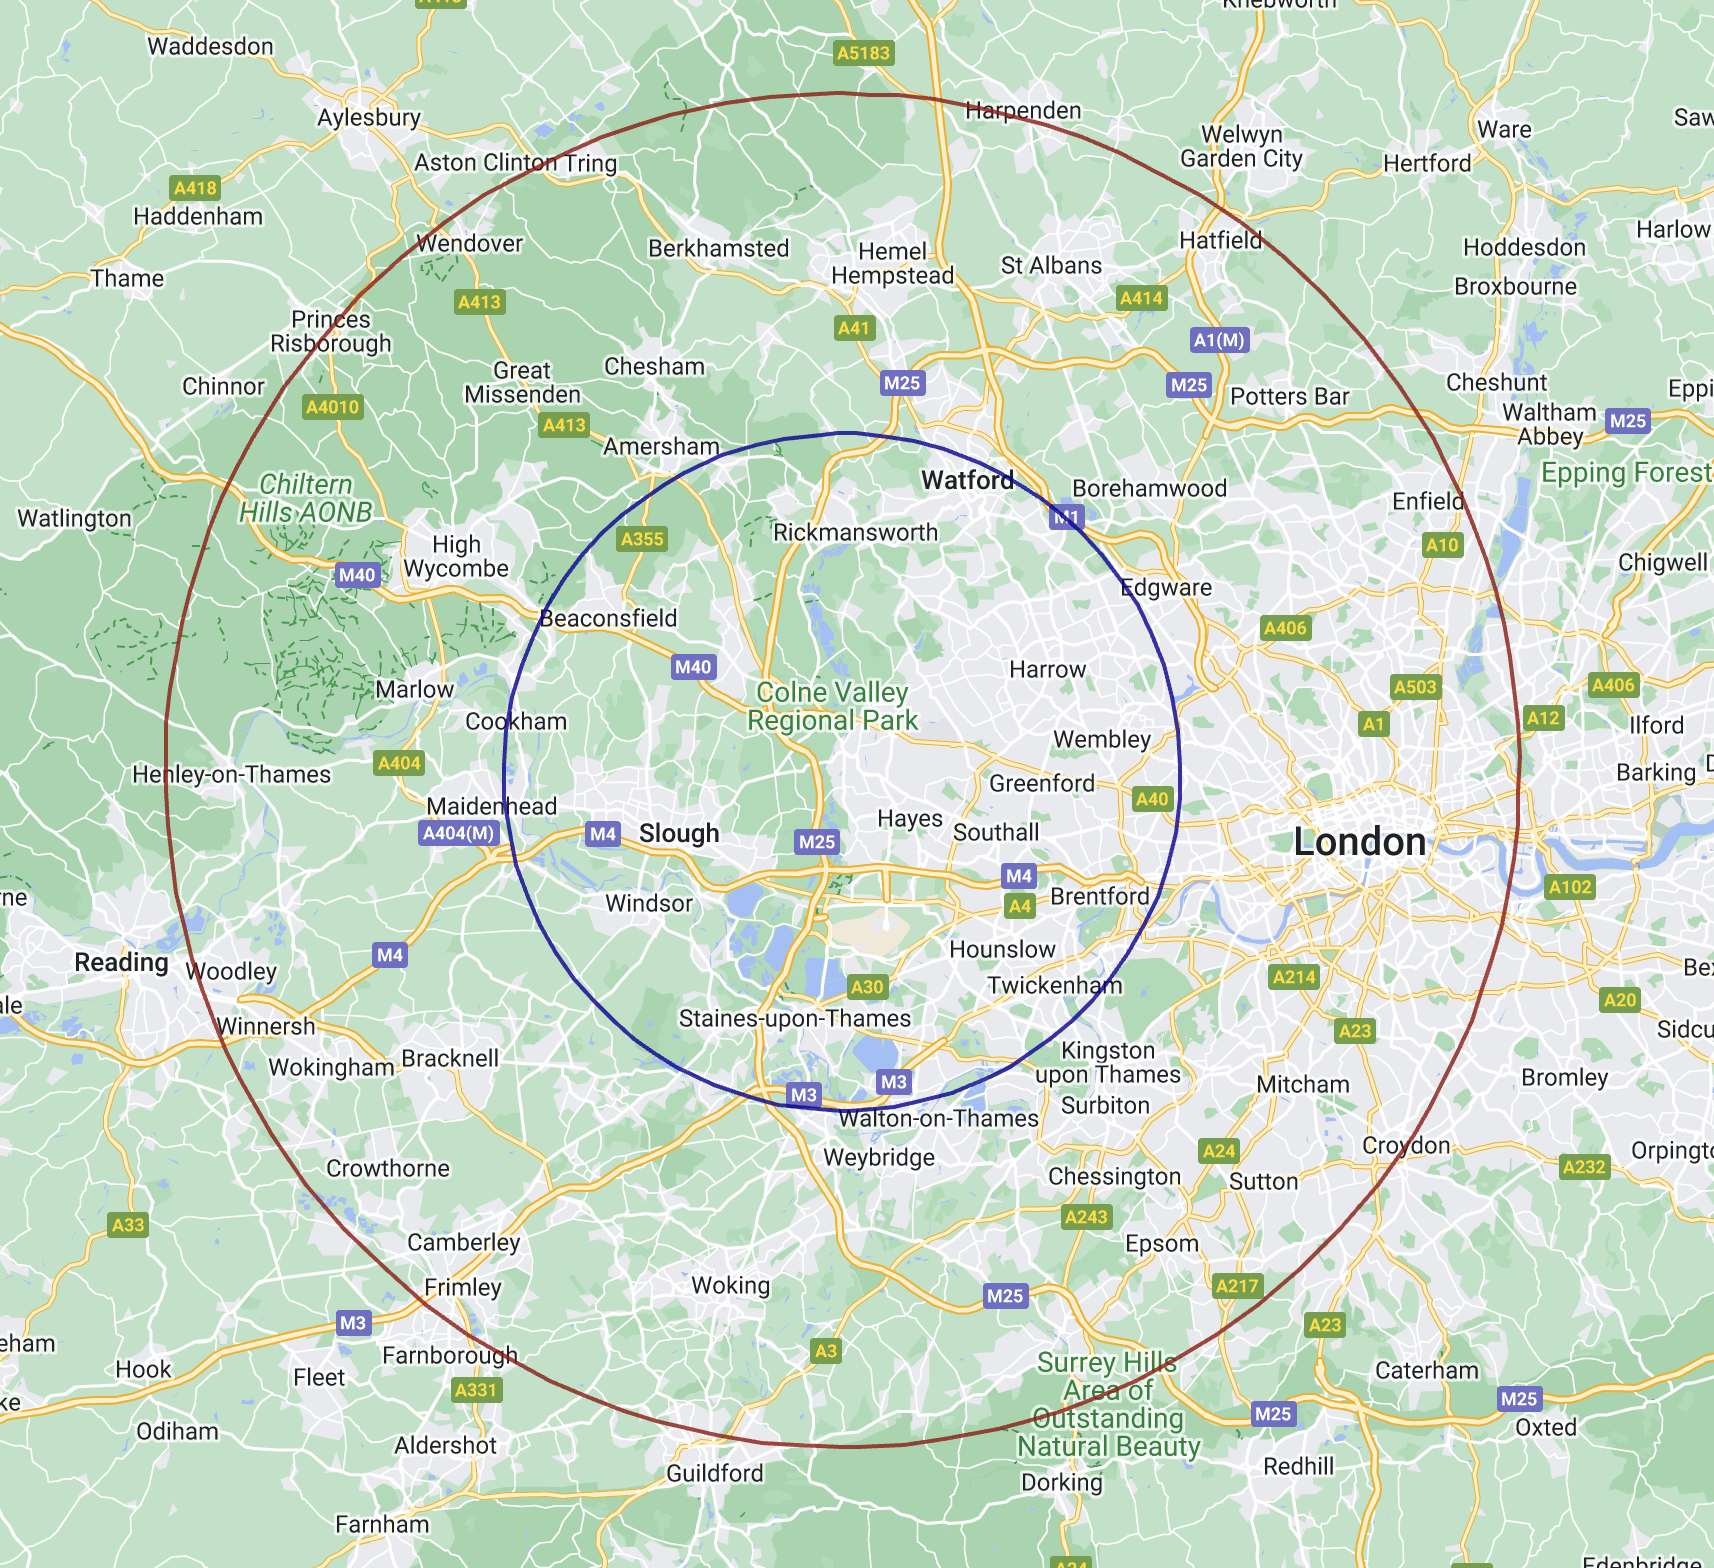 Knebworth
Waddesdon
A5183
Aylesbury
Harpenden
Ware
Welwyn
Garden City
Hertford
Aston Clinton
Tring
A418
Haddenham
Wendover
Berkhamsted
Hemel
Hempstead
St Albans
Hatfield
Hoddesdon
Harlow
Thame
Broxbourne
A413
A414
Princes
Risborough
A41
A1(M)
Chesham
Great
Missenden
Chinnor
M25
M25
Potters Bar
Cheshunt
Eppi
A4010
A413
Waltham
Abbey
M25
Amersham
Chiltern
Hills AONB
Watford
Borehamwood
Epping Forest
Watlington
Enfield
M1
Rickmansworth
A355
A10
High
Wycombe
M40
Chigwell
Edgware
Beaconsfield
A406
M40
Harrow
Marlow
Colne Valley
Regional Park
A503
A406
Cookham
A1
A12
Ilford
Wembley
A404
Henley-on-Thames
Greenford
Barking
A40
Maidenhead
Hayes
A404(M)
M4
Slough
M25
Southall
London
M4
A102
Windsor
A4
Brentford
Hounslow
M4
Reading
Woodley
A30
Twickenham
A214
A20
Staines-upon-Thames
Winnersh
A23
Sidcu
Wokingham
Bracknell
Kingston
upon Thames
M3
M3
Mitcham
Bromley
Surbiton
Walton-on-Thames
Weybridge
A24
Croydon
Orpingto
A232
Crowthorne
Chessington
Sutton
A33
A243
Camberley
Epsom
Frimley
Woking
M25
A217
M3
A23
eham
Farnborough
A3
Surrey Hills
Area of
Outstanding
Natural Beauty
Hook
Fleet
A331
Caterham
M25
M25
Odiham
Aldershot
Oxted
Guildford
Dorking
Redhill
Farnham
Edenbridge